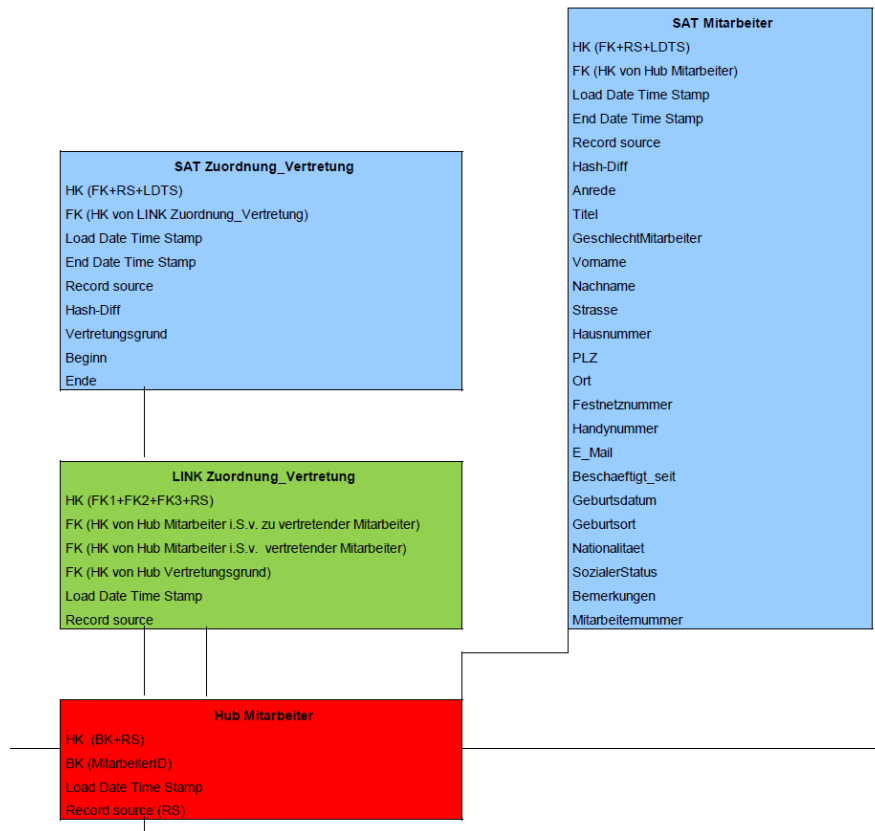 SAT Mitarbeiter
HK (FK+RS+LDTS)
FK (HK von Hub Mitarbeiter)
Load Date Time Stamp
End Date Time Stamp
Record source
Hash-Diff
Anrede
Titel
GeschlechtMitarbeiter
Vorname
Nachname
Strasse
Hausnummer
PLZ
Ort
Festnetznummer
Handynummer
E_Mail
Beschaeftigt_seit
Geburtsdatum
Geburtsort
Nationalitaet
SozialerStatus
Bemerkungen
Mitarbeiternummer
SAT Zuordnung_Vertretung
HK (FK+RS+LDTS)
FK (HK von LINK Zuordnung_Vertretung)
Load Date Time Stamp
End Date Time Stamp
Record source
Hash-Diff
Vertretungsgrund
Beginn
Ende
LINK Zuordnung_Vertretung
HK (FK1+FK2+FK3+RS)
FK (HK von Hub Mitarbeiter i.S.v. zu vertretender Mitarbeiter)
FK (HK von Hub Mitarbeiter i.S.v. vertretender Mitarbeiter)
FK (HK von Hub Vertretungsgrund)
Load Date Time Stamp
Record source
Hub Mitarbeiter
HK (BK+RS)
BK (MitarbeiterID)
Load Date Time Stamp
Record source (RS)